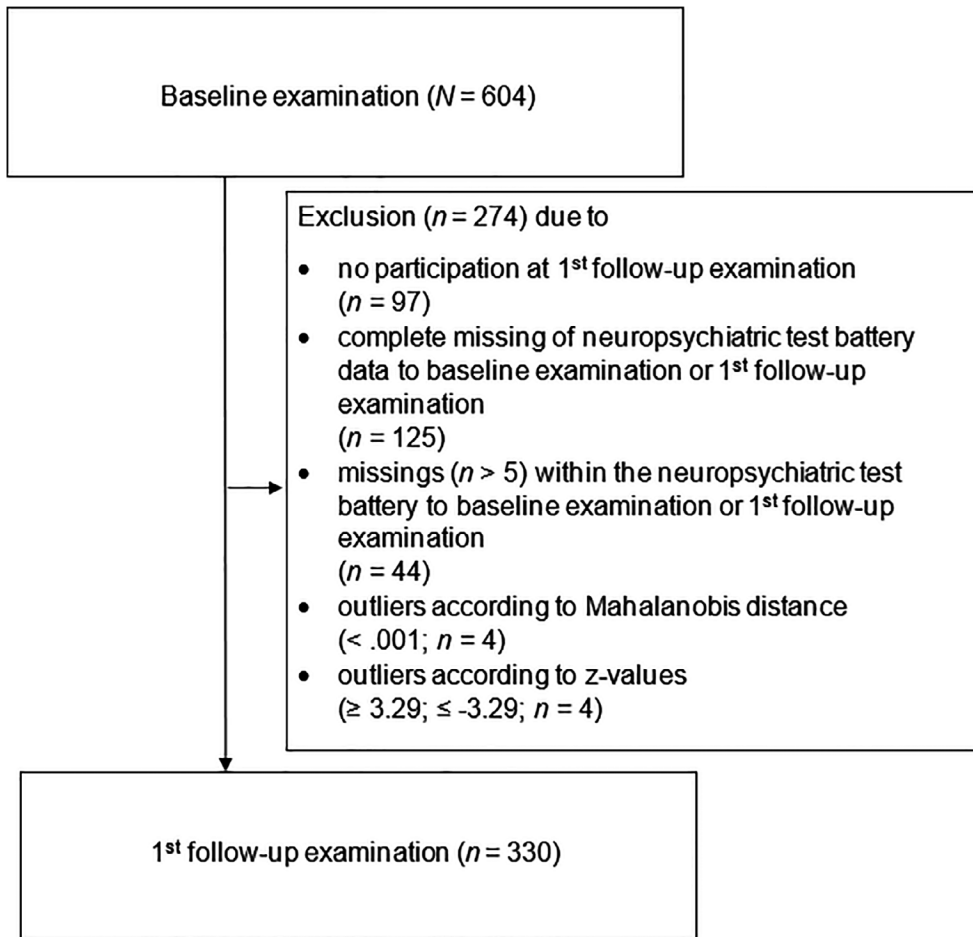 Baseline examination (N = 604)
Exclusion (n = 274) due to
• no participation at 1st follow-up examination
(n = 97)
• complete missing of neuropsychiatric test battery
data to baseline examination or 1st follow-up
examination
(n = 125)
• missings (n > 5) within the neuropsychiatric test
battery to baseline examination or 1st follow-up
examination
(n = 44)
• outliers according to Mahalanobis distance
(< .001; n = 4)
• outliers according to z-values
(≥ 3.29; ≤ -3.29; n = 4)
1st follow-up examination (n = 330)